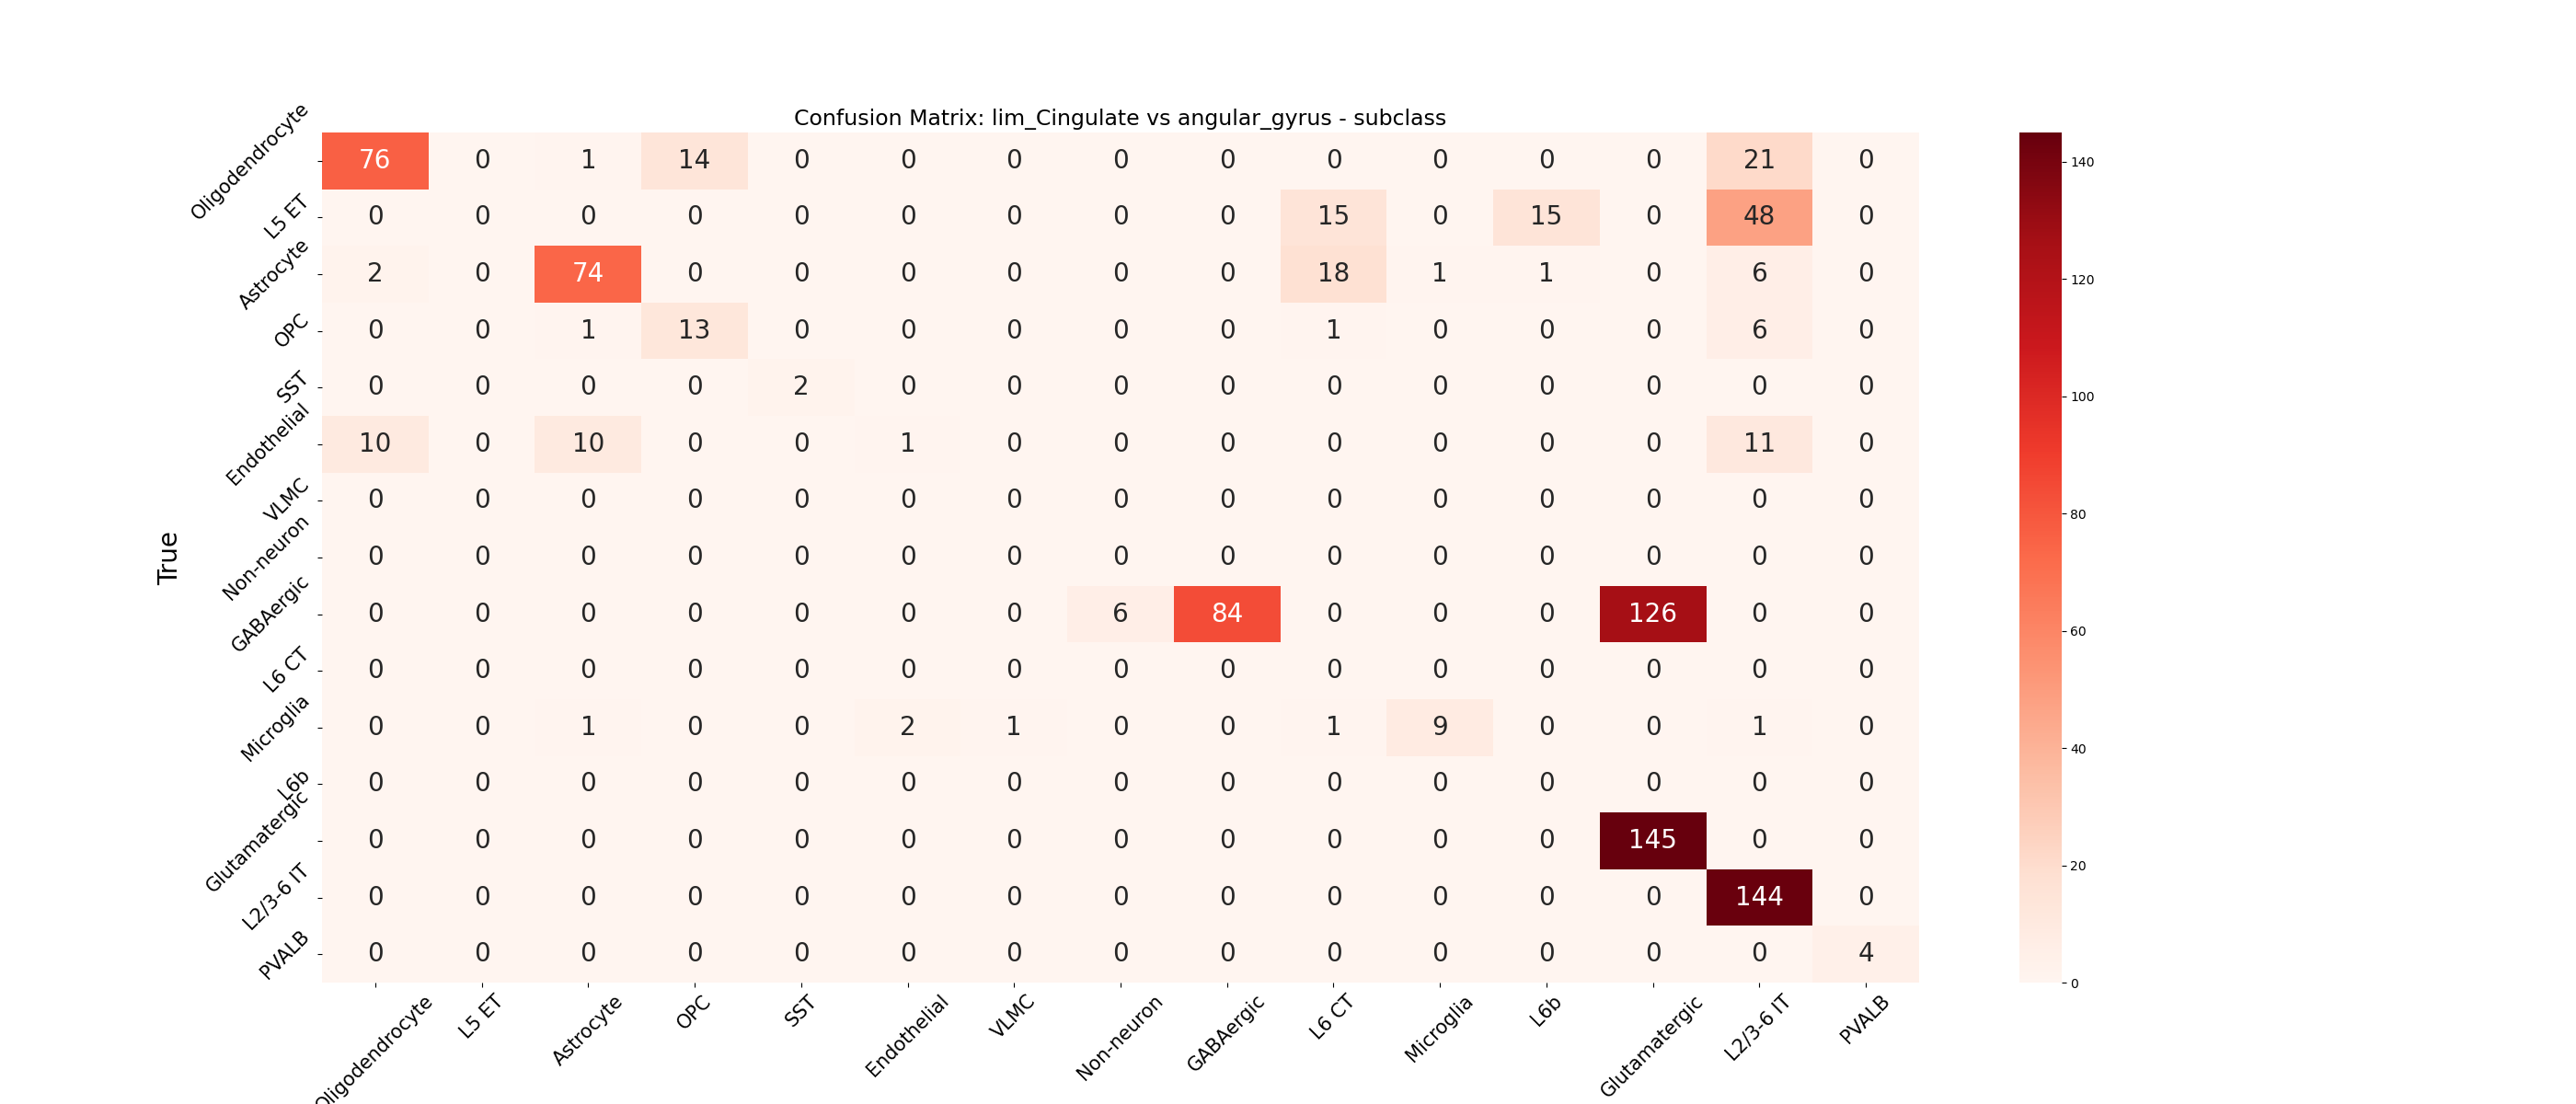 Confusion Matrix: lim_Cingulate vs angular_gyrus - subclass
True
Oligodendrocyte 76 0 1 14 0 0 0 0 0 0 0 0 0 21 0
L5 ET 0 0 0 0 0 0 0 0 0 15 0 15 0 48 0
Astrocyte 2 0 74 0 0 0 0 0 0 18 1 1 0 6 0
OPC 0 0 1 13 0 0 0 0 0 1 0 0 0 6 0
SST 0 0 0 0 2 0 0 0 0 0 0 0 0 0 0
Endothelial 10 0 10 0 0 1 0 0 0 0 0 0 0 11 0
VLMC 0 0 0 0 0 0 0 0 0 0 0 0 0 0 0
Non-neuron 0 0 0 0 0 0 0 0 0 0 0 0 0 0 0
GABAergic 0 0 0 0 0 0 0 6 84 0 0 0 126 0 0
L6 CT 0 0 0 0 0 0 0 0 0 0 0 0 0 0 0
Microglia 0 0 1 0 0 2 1 0 0 1 9 0 0 1 0
L6b 0 0 0 0 0 0 0 0 0 0 0 0 0 0 0
Glutamatergic 0 0 0 0 0 0 0 0 0 0 0 0 145 0 0
L2/3-6 IT 0 0 0 0 0 0 0 0 0 0 0 0 0 144 0
PVALB 0 0 0 0 0 0 0 0 0 0 0 0 0 0 4
Oligodendrocyte L5 ET Astrocyte OPC SST Endothelial VLMC Non-neuron GABAergic L6 CT Microglia L6b Glutamatergic L2/3-6 IT PVALB
140
120
100
80
60
40
20
0